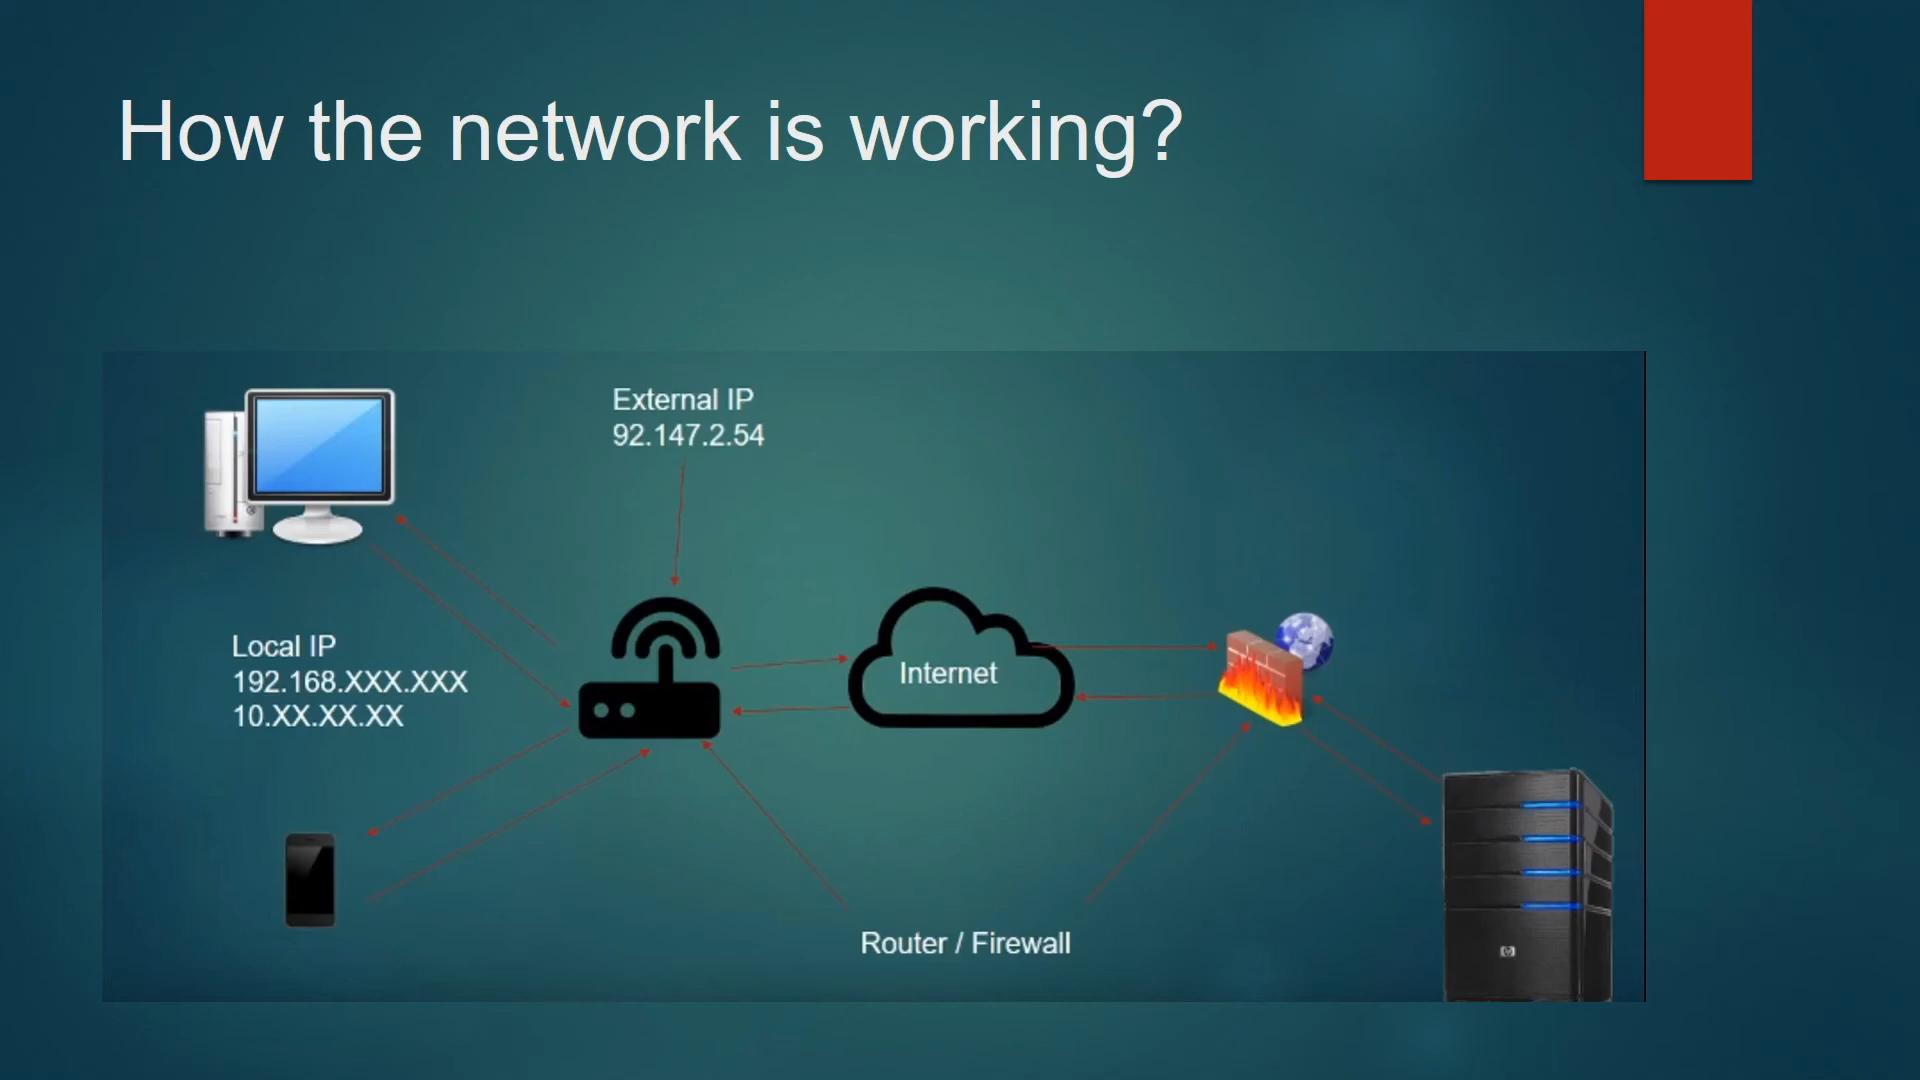 How the network is working?
External IP
92.147.2.54
Local IP
192.168.XXX.XXX
10.XX.XX.XX
Internet
Router / Firewall
hp